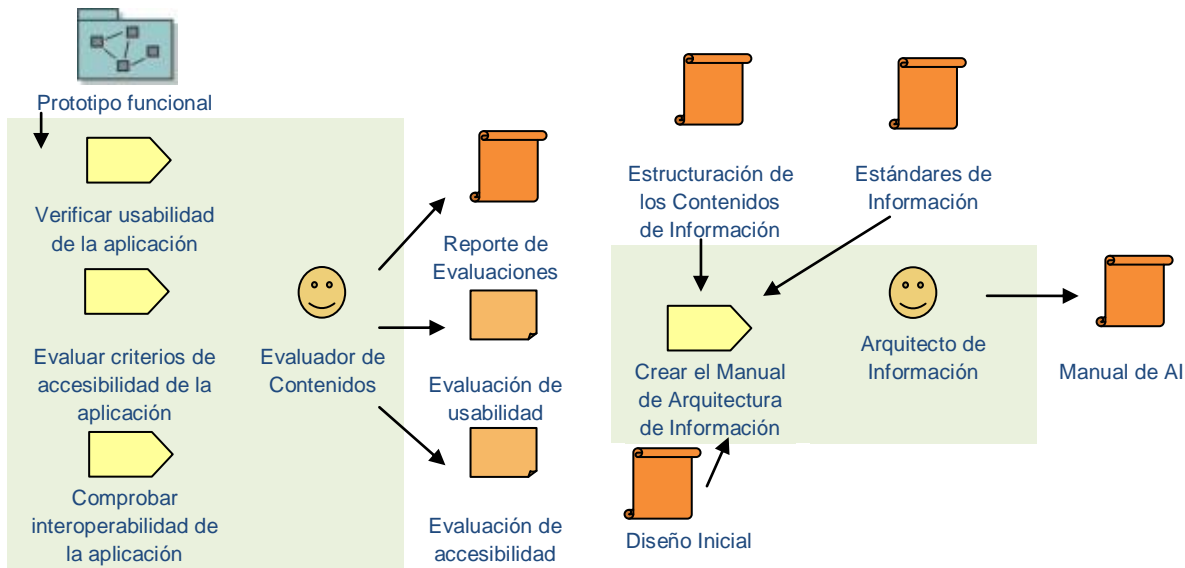 Prototipo funcional
Verificar usabilidad
de la aplicación
Evaluar criterios de
accesibilidad de la
aplicación
Comprobar
interoperabilidad de
la aplicación
Evaluador de
Contenidos
Reporte de
Evaluaciones
Evaluación de
usabilidad
Evaluación de
accesibilidad
Estructuración de
los Contenidos
de Información
Estándares de
Información
Crear el Manual
de Arquitectura
de Información
Arquitecto de
Información
Manual de AI
Diseño Inicial